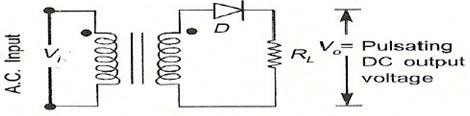 A.C. Input
Vi
D
RL
Vo= Pulsating
DC output
voltage